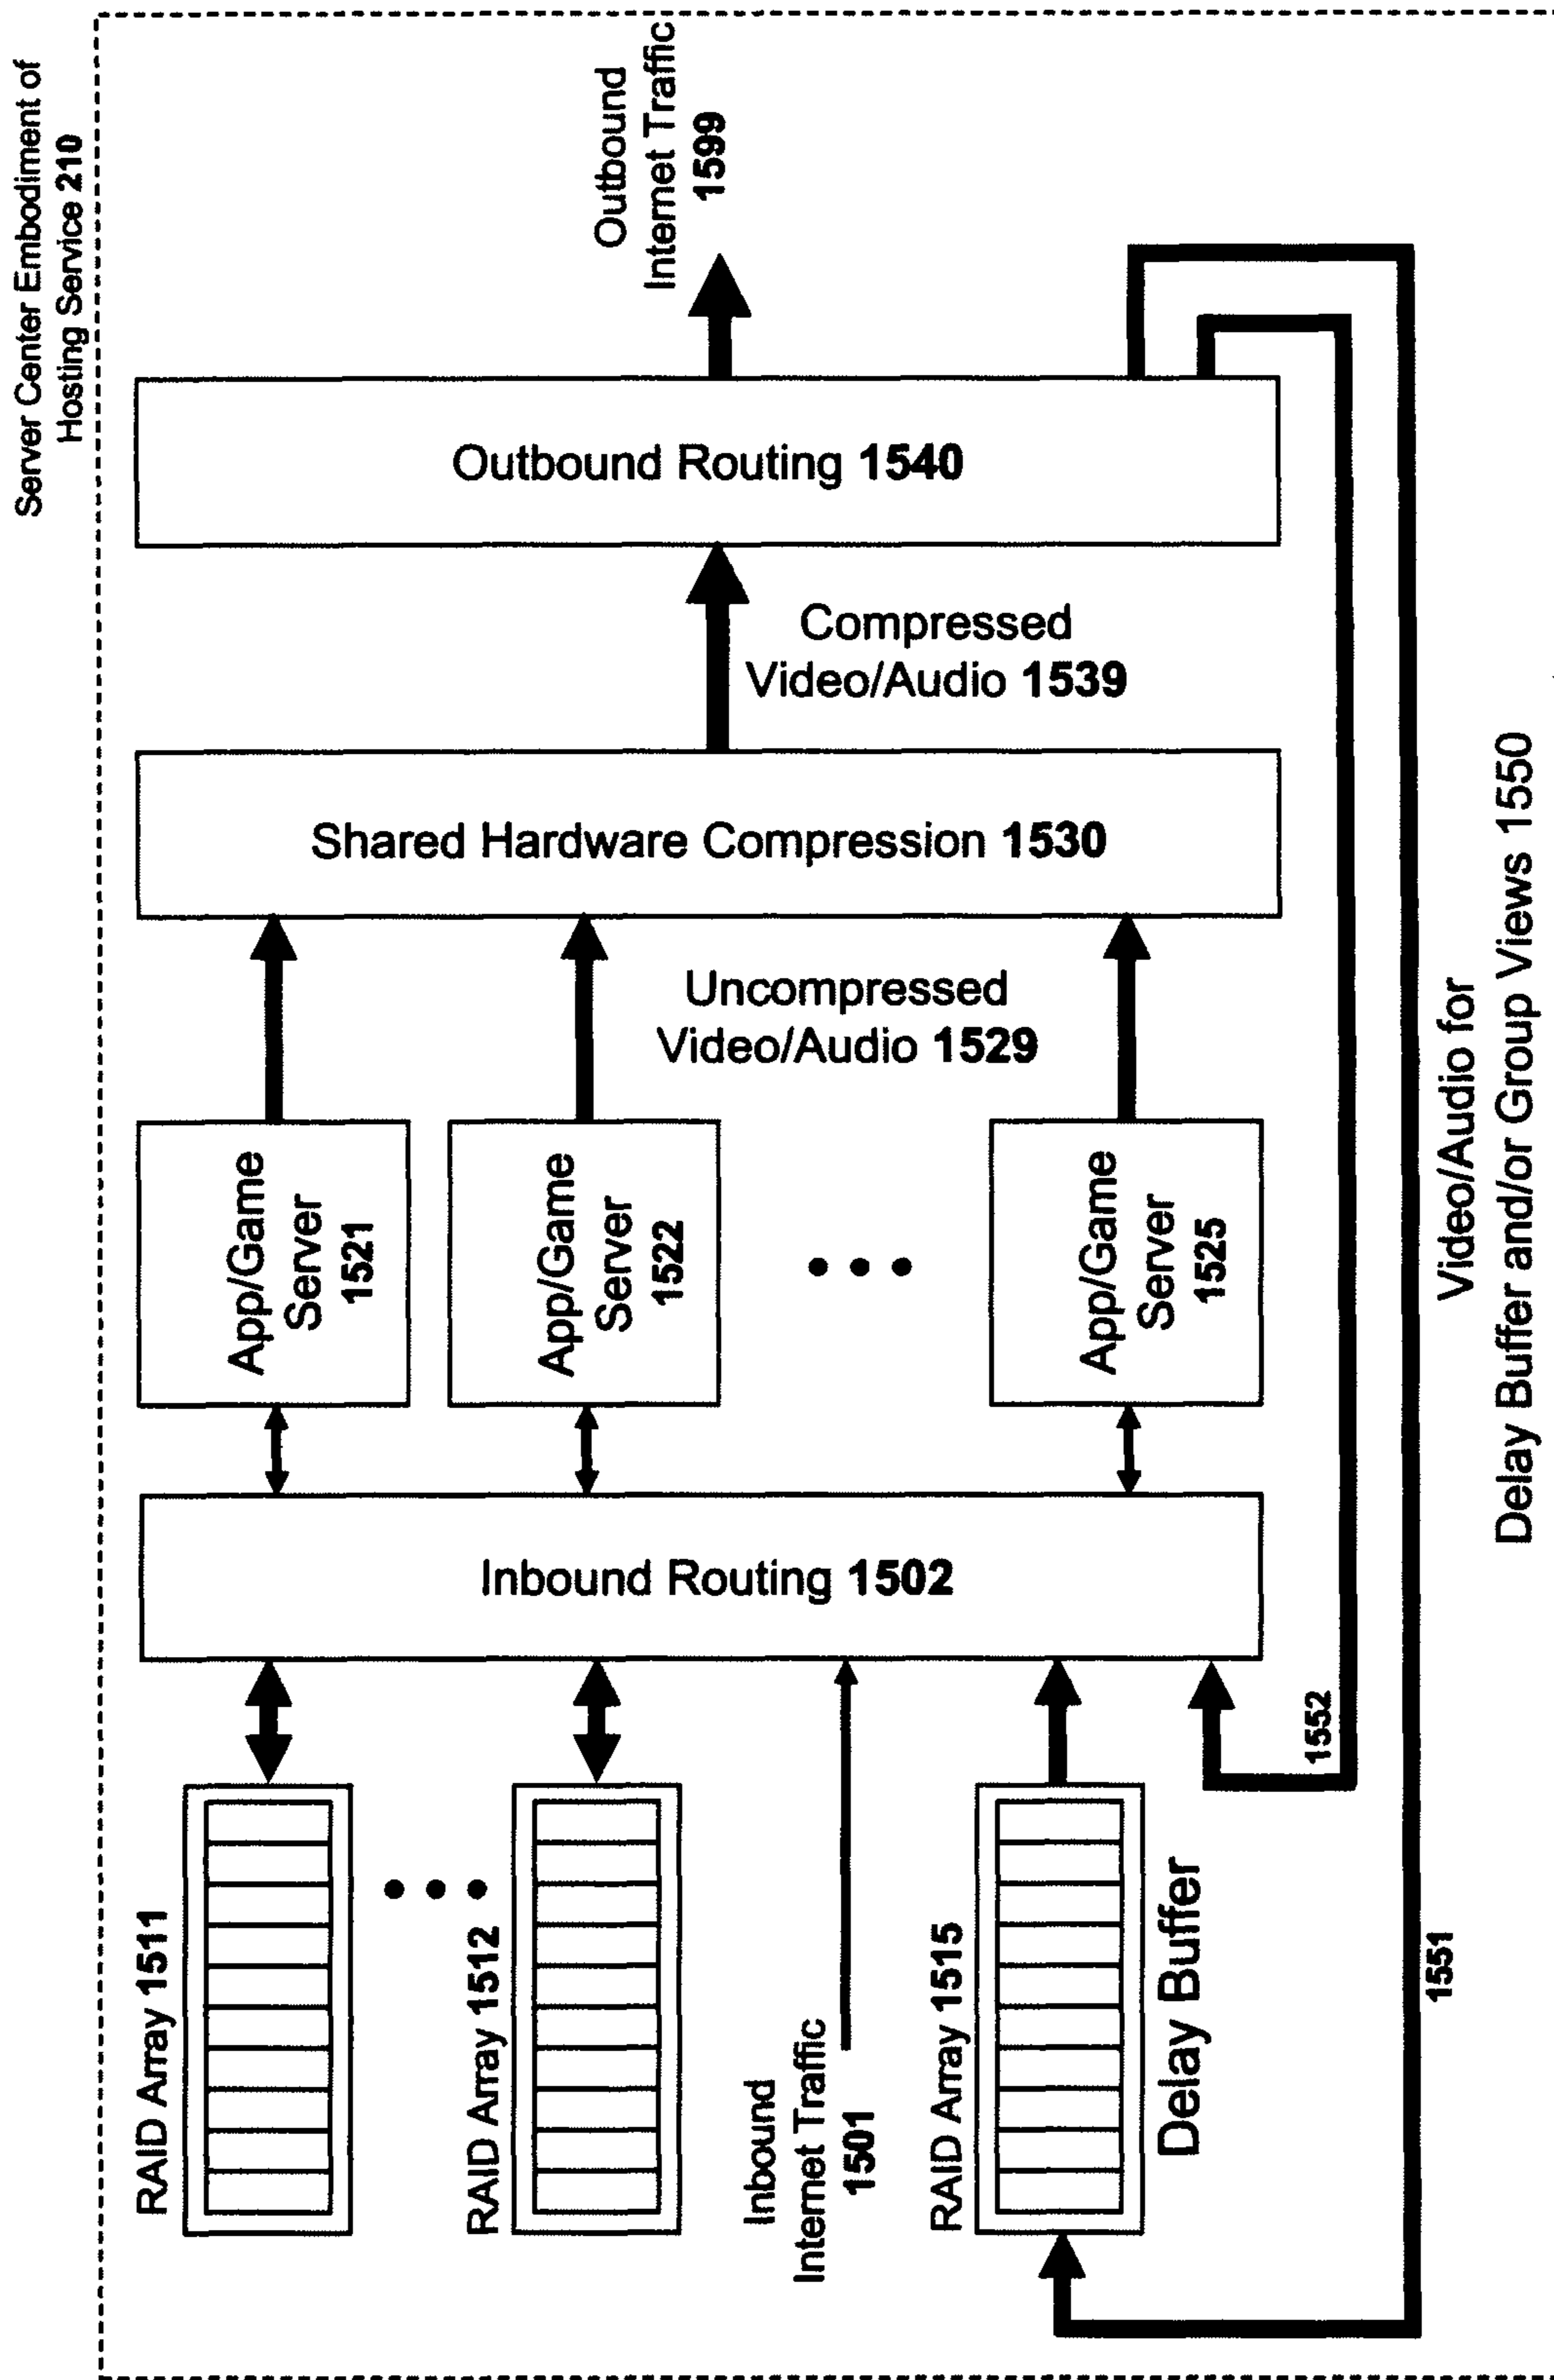 Server Center Embodiment of
Hosting Service 210
RAID Array 1511
RAID Array 1512
Inbound
Internet Traffic
1501
RAID Array 1515
Delay Buffer
Inbound Routing 1502
App/Game
Server
1521
App/Game
Server
1522
App/Game
Server
1525
Uncompressed
Video/Audio 1529
Shared Hardware Compression 1530
Compressed
Video/Audio 1539
Outbound Routing 1540
Outbound
Internet Traffic
1599
1552
1551
Video/Audio for
Delay Buffer and/or Group Views 1550